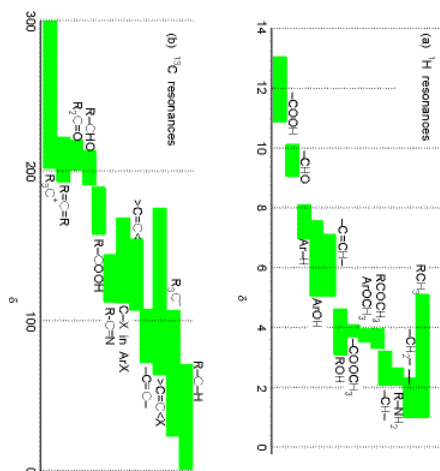 (a) ¹H resonances
–COOH
–CHO
Ar–H
ArOH
–C=CH–
ROH
–COOCH₃
ArOCH₃
RCOCH₃
–CH–
R–NH₂
–CH₂–
RCH₃
14
12
10
8
6
4
2
0
δ
(b) ¹³C resonances
R₃C⁺
R=C=R
R₂C=O
R–CHO
R–COOH
R–C≡N
C–X in ArX
>C=C<
–C≡C–
>C=C<X
R₃C⁻
R–C–H
300
200
100
0
δ